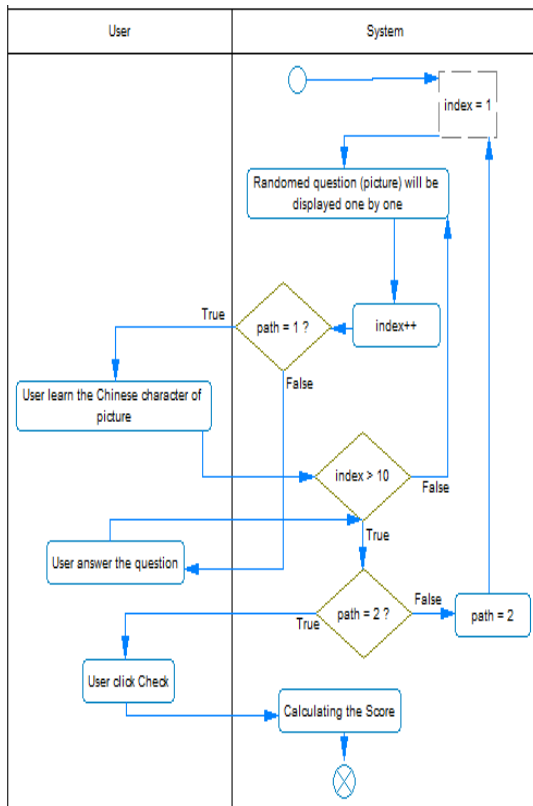 User
System
index = 1
Randomed question (picture) will be
displayed one by one
index++
path = 1 ?
True
False
User learn the Chinese character of
picture
index > 10
False
True
User answer the question
path = 2 ?
False
True
path = 2
User click Check
Calculating the Score